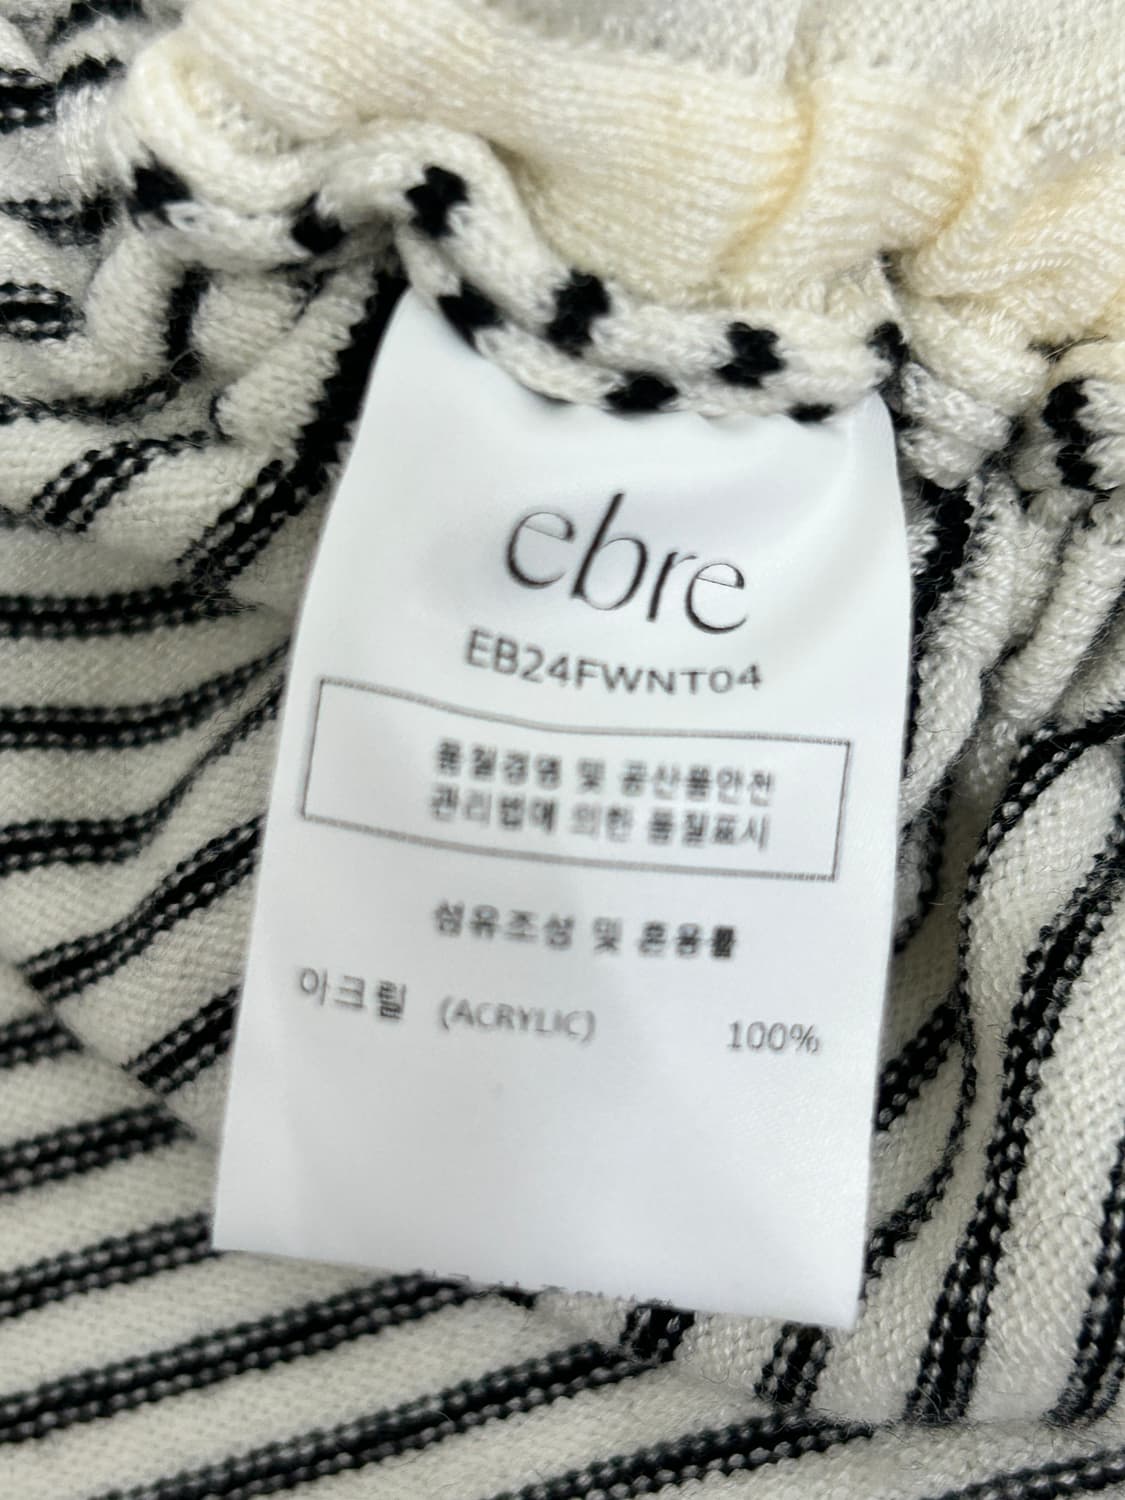 ebre
EB24FWNT04
품질경영 및 공산품안전
관리법에 의한 품질표시
섬유조성 및 혼용률
아크릴 (ACRYLIC) 100%